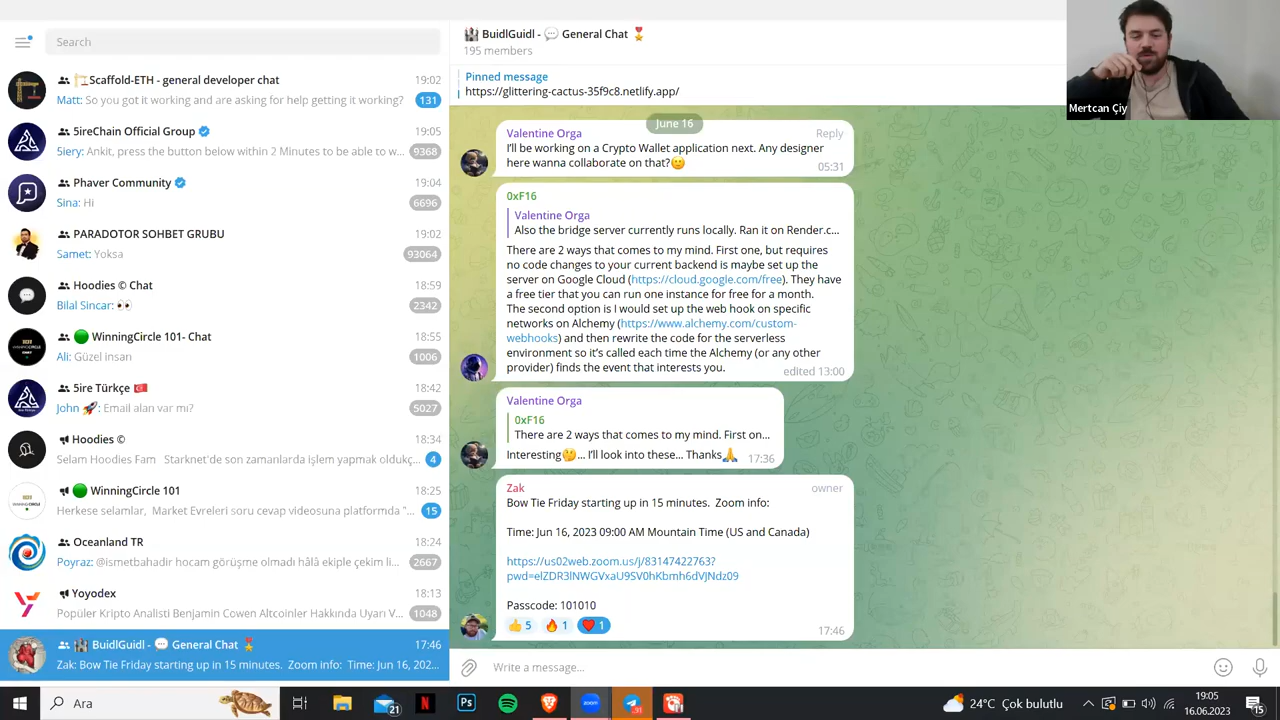 Search
Scaffold-ETH - general developer chat 19:02
Matt: So you got it working and are asking for help getting it working? 131
5ireChain Official Group 19:05
5iery: Ankit, press the button below within 2 Minutes to be able to w... 9368
Phaver Community 19:04
Sina: Hi 6696
PARADOTOR SOHBET GRUBU 19:02
Samet: Yoksa 93064
Hoodies © Chat 18:59
Bilal Sincar: 👀 2342
🟢 WinningCircle 101- Chat 18:55
Ali: Güzel insan 1006
5ire Türkçe 🇹🇷 18:42
John 🚀: Email alan var mı? 5027
Hoodies © 18:34
Selam Hoodies Fam Starknet'de son zamanlarda işlem yapmak oldukç... 4
🟢 WinningCircle 101 18:25
Herkese selamlar, Market Evreleri soru cevap videosuna platformda "... 15
Oceanland TR 18:24
Poyraz: @ismetbahadir hocam görüşme olmadı hâlâ ekiple çekim li... 2667
Yoyodex 18:13
Popüler Kripto Analisti Benjamin Cowen Altcoinler Hakkında Uyarı V... 1048
BuidlGuidl - 💬 General Chat 🎖️ 17:46
Zak: Bow Tie Friday starting up in 15 minutes. Zoom info: Time: Jun 16, 202...
BuidlGuidl - 💬 General Chat 🎖️
195 members
Pinned message
https://glittering-cactus-35f9c8.netlify.app/
June 16
Valentine Orga Reply
I'll be working on a Crypto Wallet application next. Any designer
here wanna collaborate on that?🙂
05:31
0xF16
Valentine Orga
Also the bridge server currently runs locally. Ran it on Render.c...
There are 2 ways that comes to my mind. First one, but requires
no code changes to your current backend is maybe set up the
server on Google Cloud (https://cloud.google.com/free). They have
a free tier that you can run one instance for free for a month.
The second option is I would set up the web hook on specific
networks on Alchemy (https://www.alchemy.com/custom-
webhooks) and then rewrite the code for the serverless
environment so it's called each time the Alchemy (or any other
provider) finds the event that interests you.
edited 13:00
Valentine Orga
0xF16
There are 2 ways that comes to my mind. First on...
Interesting🤔... I'll look into these... Thanks🙏 17:36
Zak owner
Bow Tie Friday starting up in 15 minutes. Zoom info:
Time: Jun 16, 2023 09:00 AM Mountain Time (US and Canada)
https://us02web.zoom.us/j/83147422763?
pwd=elZDR3lNWGVxaU9SV0hKbmh6dVJNdz09
Passcode: 101010
👍 5 🔥 1 ❤️ 1
17:46
Write a message...
Mertcan Çiy
Ara
21
Ps
zoom
24°C Çok bulutlu
19:05
16.06.2023
15